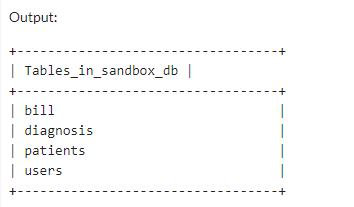 Output:
+----------------------------------+
| Tables_in_sandbox_db |
+----------------------------------+
| bill                             |
| diagnosis                        |
| patients                         |
| users                            |
+----------------------------------+